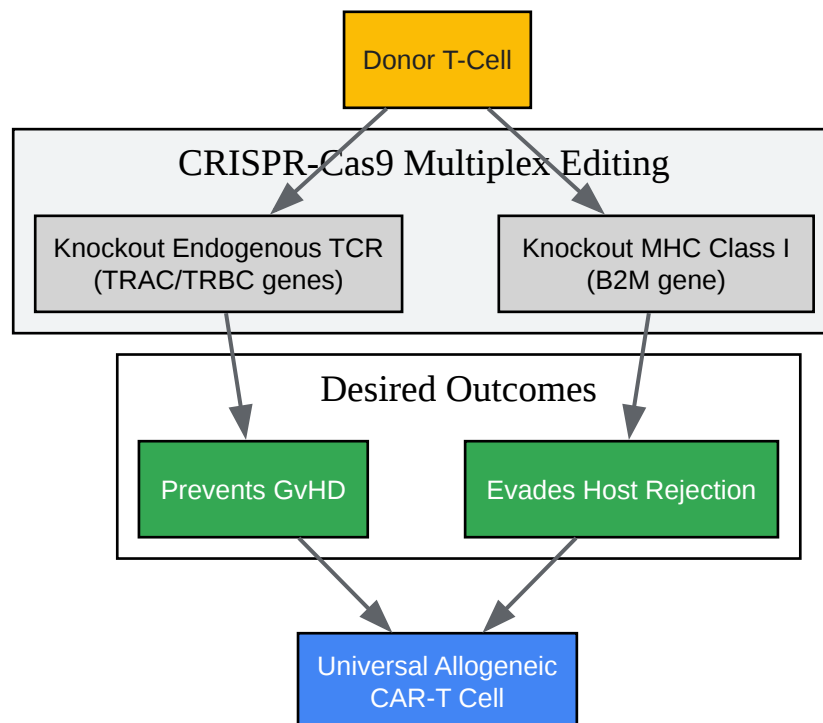 Donor T-Cell
CRISPR-Cas9 Multiplex Editing
Knockout Endogenous TCR
(TRAC/TRBC genes)
Knockout MHC Class I
(B2M gene)
Desired Outcomes
Prevents GvHD
Evades Host Rejection
Universal Allogeneic
CAR-T Cell